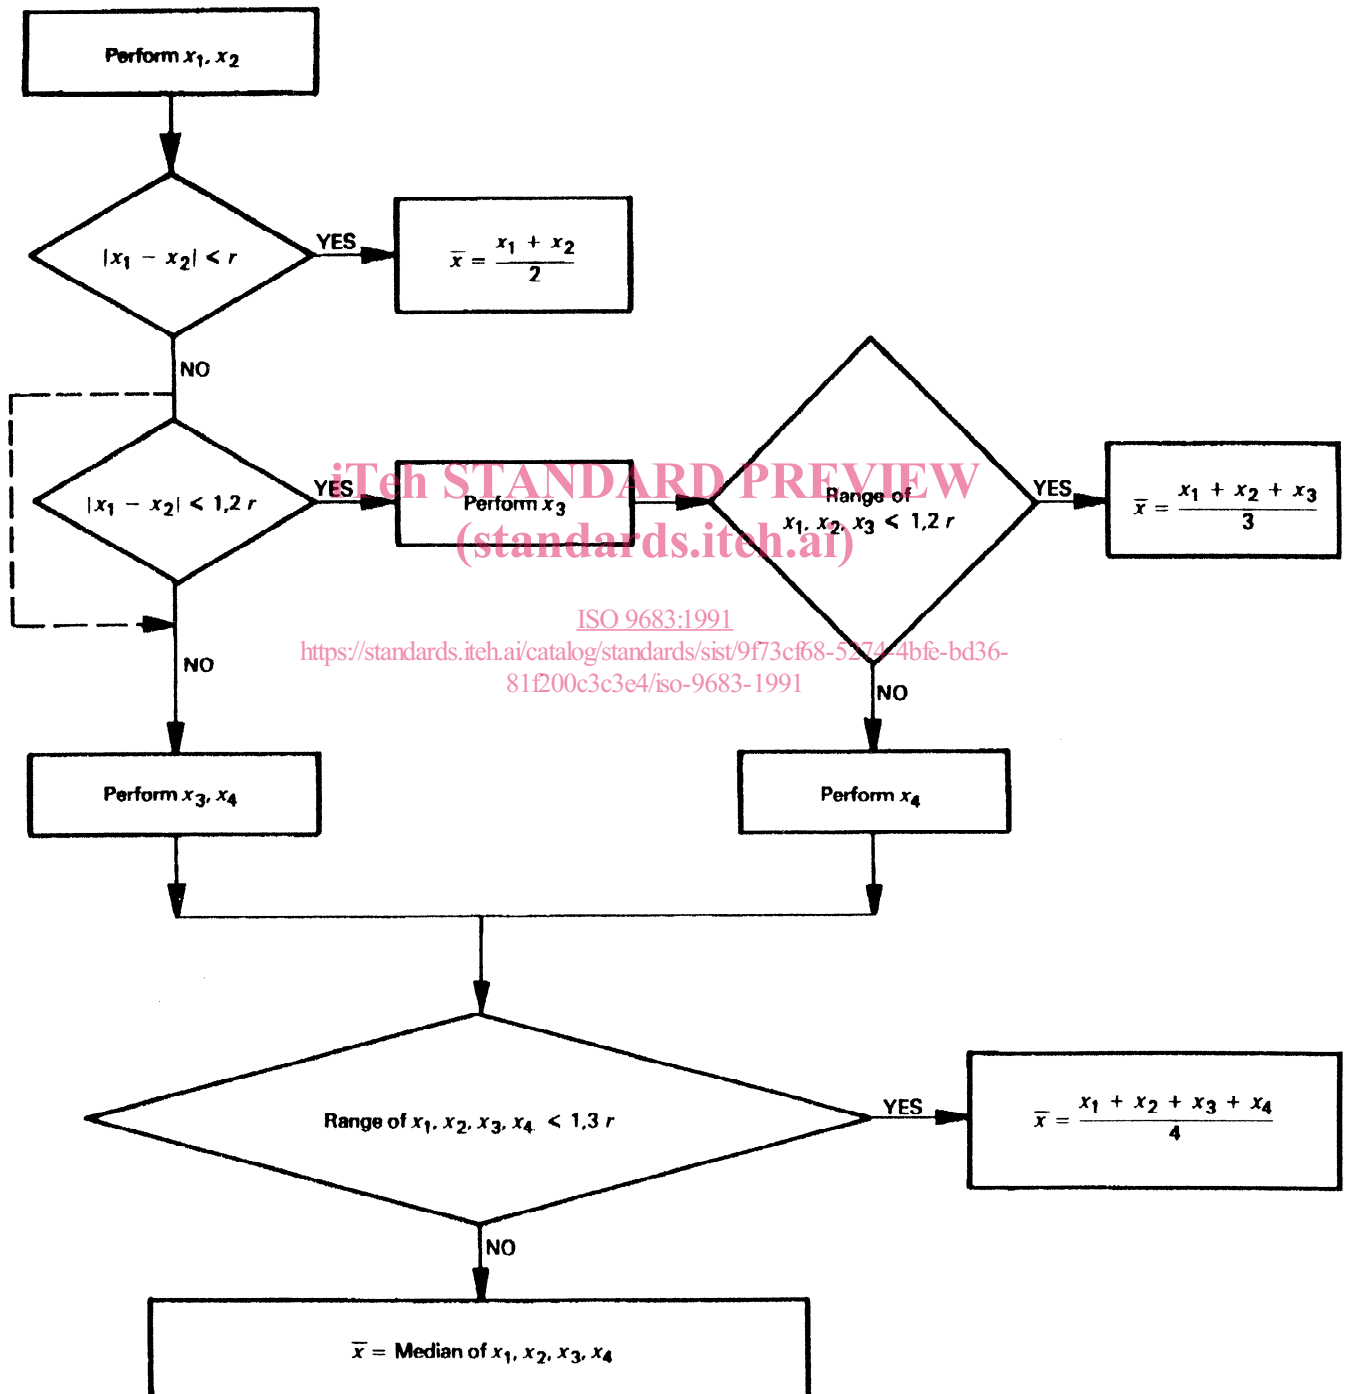 Perform x1, x2
|x1 − x2| < r
YES
x̄ = (x1 + x2)/2
NO
|x1 − x2| < 1,2 r
YES
Perform x3
Range of
x1, x2, x3 < 1,2 r
YES
x̄ = (x1 + x2 + x3)/3
iTeh STANDARD PREVIEW
(standards.iteh.ai)
ISO 9683:1991
https://standards.iteh.ai/catalog/standards/sist/9f73cf68-5274-4bfe-bd36-
81f200c3c3e4/iso-9683-1991
NO
NO
Perform x3, x4
Perform x4
Range of x1, x2, x3, x4 < 1,3 r
YES
x̄ = (x1 + x2 + x3 + x4)/4
NO
x̄ = Median of x1, x2, x3, x4